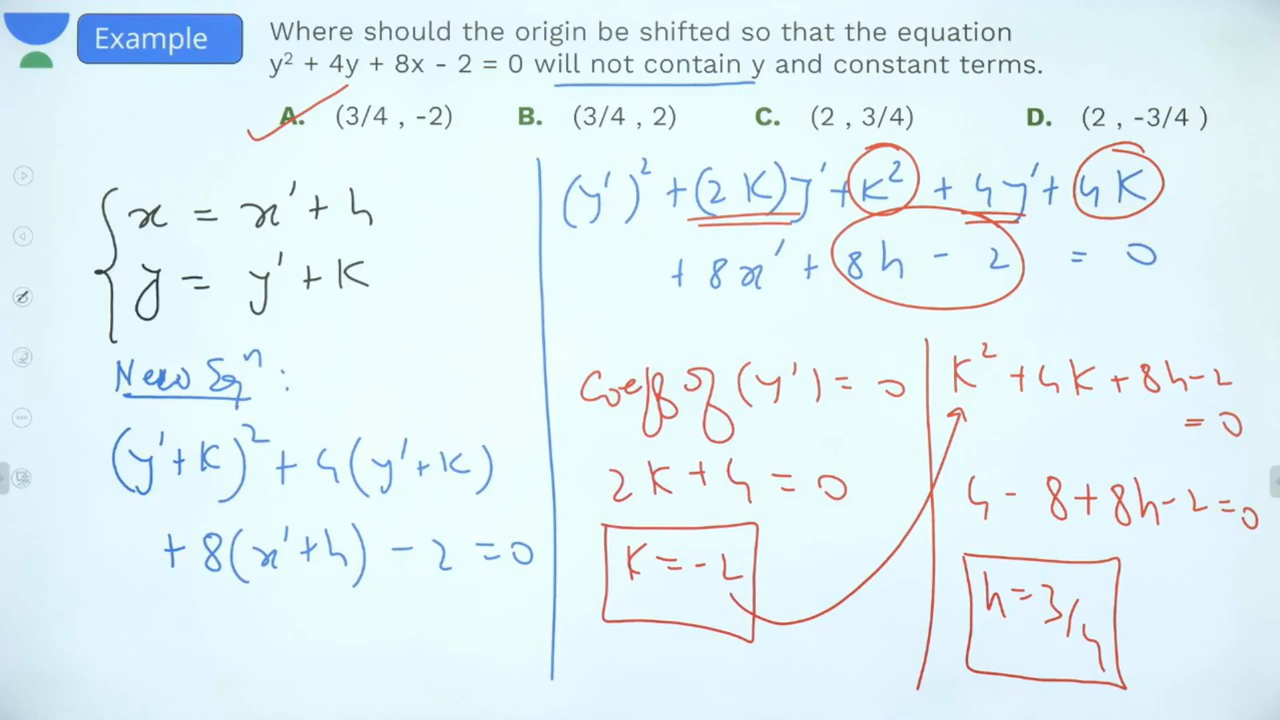 Example
Where should the origin be shifted so that the equation
y² + 4y + 8x - 2 = 0 will not contain y and constant terms.
A. (3/4 , -2) B. (3/4 , 2) C. (2 , 3/4) D. (2 , -3/4 )
x = x' + h
y = y' + K
New Eqⁿ :
(y'+K)² + 4(y'+K)
+ 8(x'+h) - 2 = 0
(y')² + (2K)y' + K² + 4y' + 4K
+ 8x' + 8h - 2 = 0
Coeff of (y') = 0
2K + 4 = 0
K = -2
K² + 4K + 8h - 2
= 0
4 - 8 + 8h - 2 = 0
h = 3/4